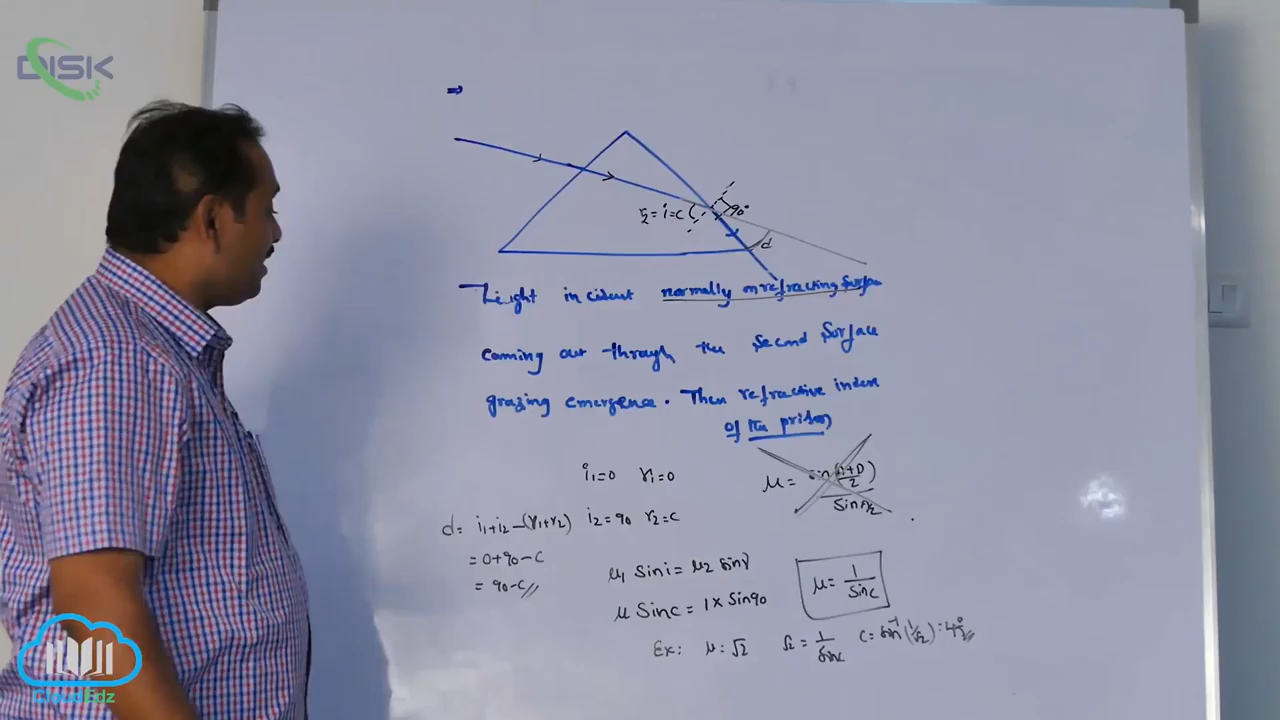 DISK
⇒
r₂ = i = c
90°
d
Light incident normally on refracting surface
coming out through the second surface
grazing emergence. Then refractive index
of the prism
i₁=0 r₁=0
μ = sin(A+D/2) / Sin A/2
d = i₁+i₂-(r₁+r₂) i₂=90 r₂=c
= 0+90-c
= 90-c//
μ₁ Sin i = μ₂ sin r
μ Sin c = 1 × Sin 90
μ = 1/Sin c
Ex: μ = √2 √2 = 1/Sin c c = Sin⁻¹(1/√2) = 45°//
CloudEdz